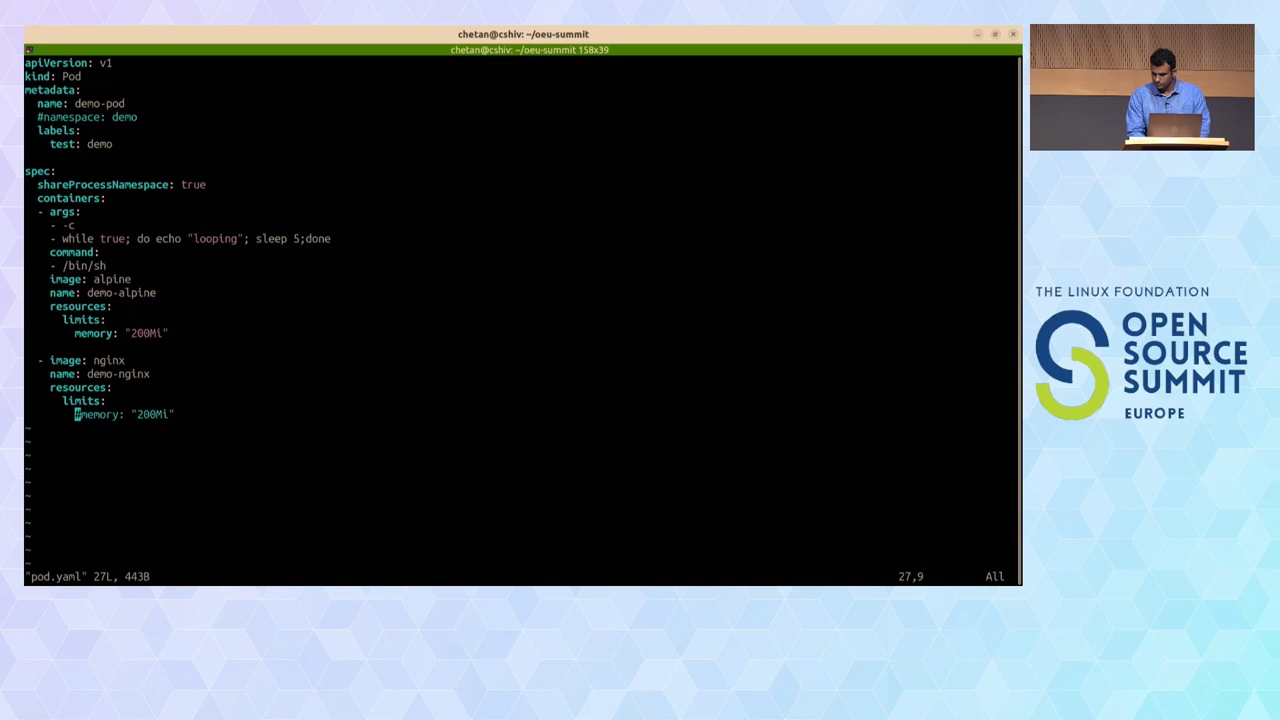 chetan@cshiv: ~/oeu-summit
chetan@cshiv: ~/oeu-summit 158x39
apiVersion: v1
kind: Pod
metadata:
  name: demo-pod
  #namespace: demo
  labels:
    test: demo

spec:
  shareProcessNamespace: true
  containers:
  - args:
    - -c
    - while true; do echo "looping"; sleep 5;done
    command:
    - /bin/sh
    image: alpine
    name: demo-alpine
    resources:
      limits:
        memory: "200Mi"

  - image: nginx
    name: demo-nginx
    resources:
      limits:
        #memory: "200Mi"
~
~
~
~
~
~
~
~
~
~
~
"pod.yaml" 27L, 443B 27,9 All
THE LINUX FOUNDATION
OPEN
SOURCE
SUMMIT
EUROPE